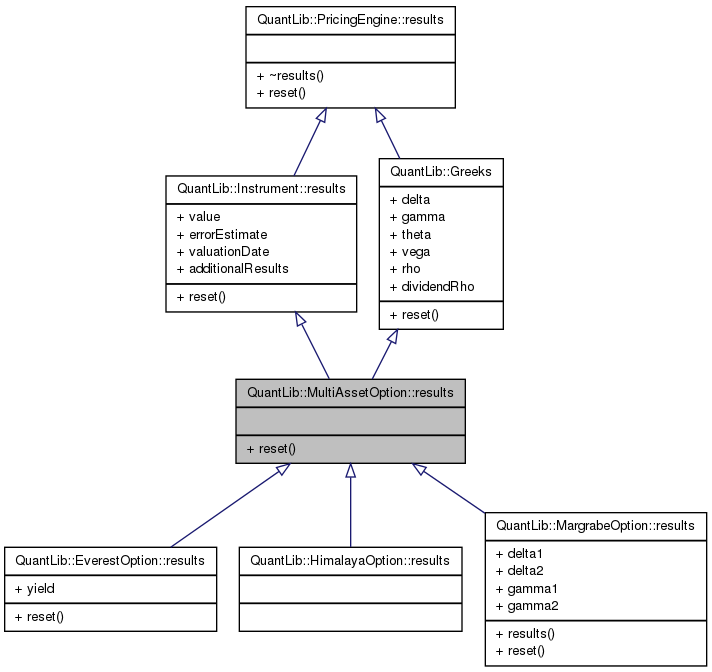 QuantLib::PricingEngine::results
+ ~results()
+ reset()
QuantLib::Instrument::results
+ value
+ errorEstimate
+ valuationDate
+ additionalResults
+ reset()
QuantLib::Greeks
+ delta
+ gamma
+ theta
+ vega
+ rho
+ dividendRho
+ reset()
QuantLib::MultiAssetOption::results
+ reset()
QuantLib::EverestOption::results
+ yield
+ reset()
QuantLib::HimalayaOption::results
QuantLib::MargrabeOption::results
+ delta1
+ delta2
+ gamma1
+ gamma2
+ results()
+ reset()